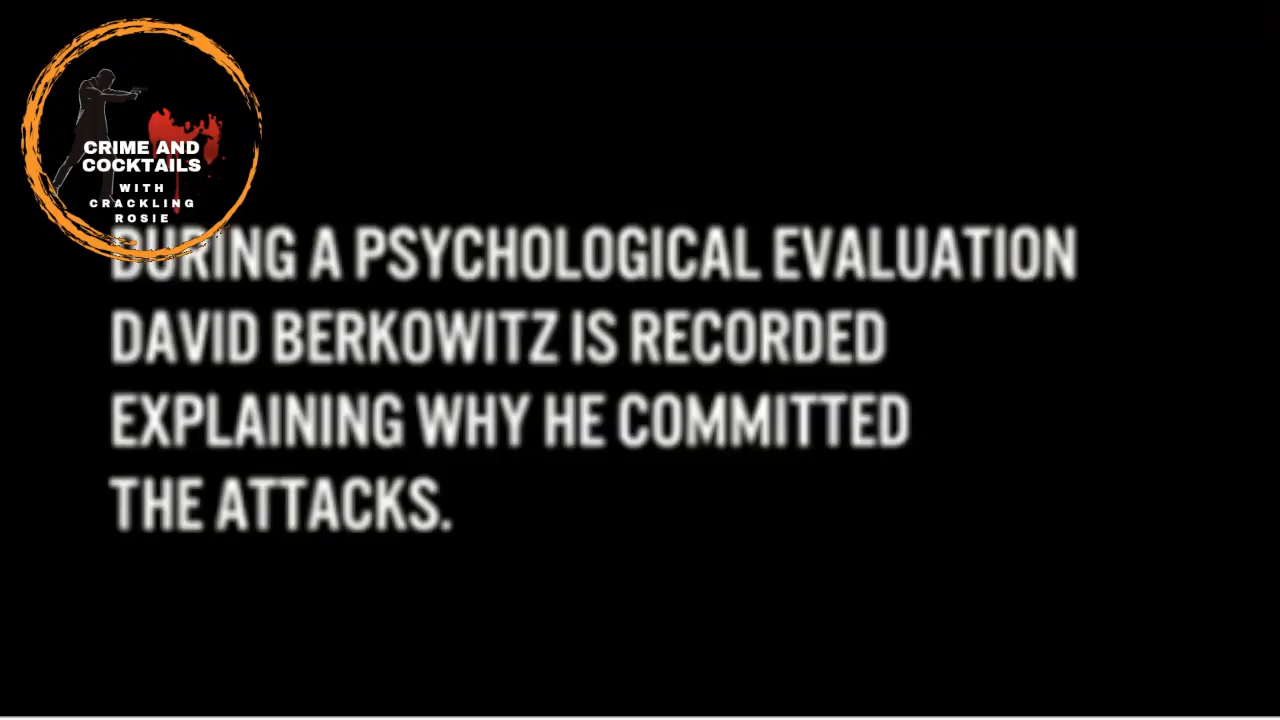 CRIME AND
COCKTAILS
WITH
CRACKLING
ROSIE
DURING A PSYCHOLOGICAL EVALUATION
DAVID BERKOWITZ IS RECORDED
EXPLAINING WHY HE COMMITTED
THE ATTACKS.